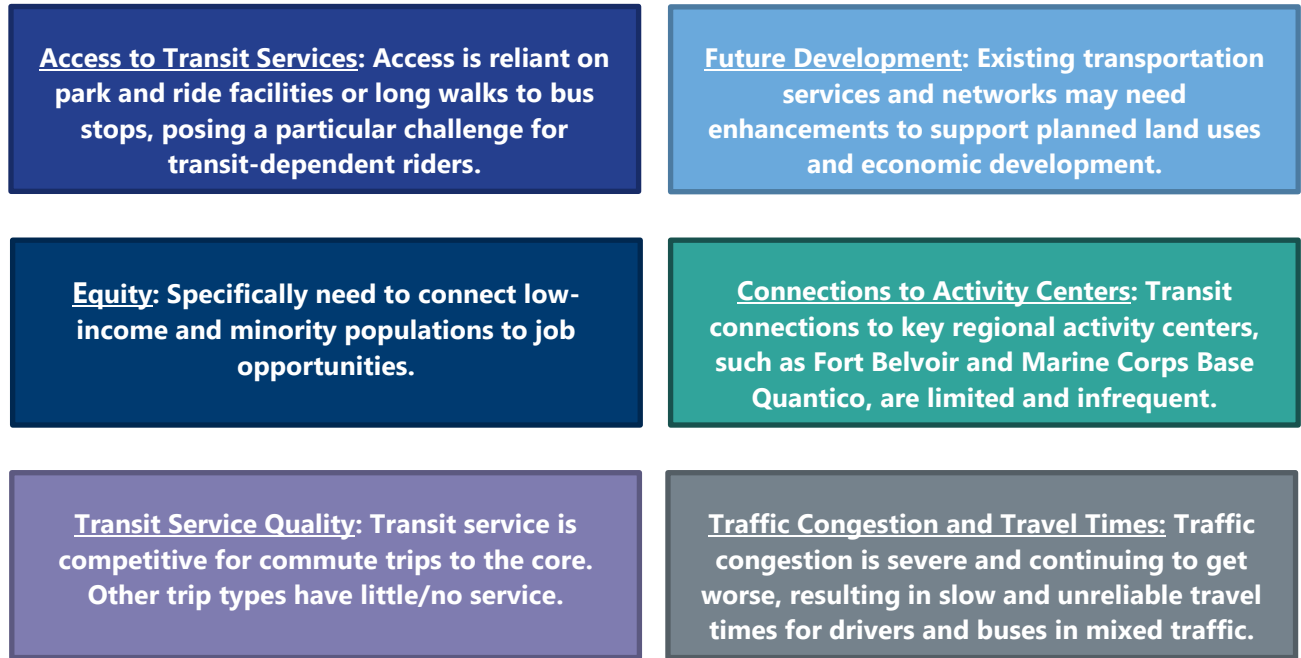 Access to Transit Services: Access is reliant on
park and ride facilities or long walks to bus
stops, posing a particular challenge for
transit-dependent riders.
Future Development: Existing transportation
services and networks may need
enhancements to support planned land uses
and economic development.
Equity: Specifically need to connect low-
income and minority populations to job
opportunities.
Connections to Activity Centers: Transit
connections to key regional activity centers,
such as Fort Belvoir and Marine Corps Base
Quantico, are limited and infrequent.
Transit Service Quality: Transit service is
competitive for commute trips to the core.
Other trip types have little/no service.
Traffic Congestion and Travel Times: Traffic
congestion is severe and continuing to get
worse, resulting in slow and unreliable travel
times for drivers and buses in mixed traffic.